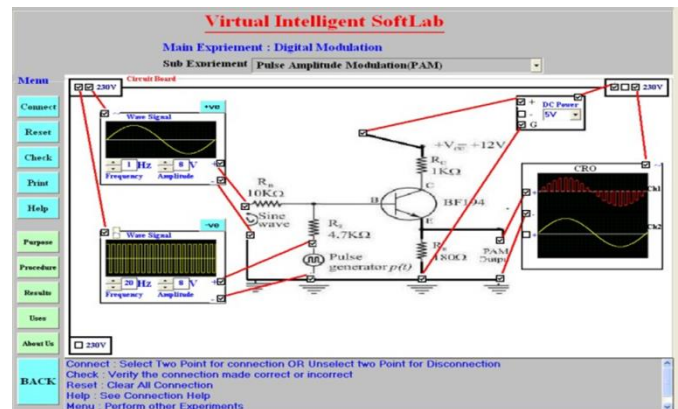 Virtual Intelligent SoftLab
Main Expriement : Digital Modulation
Sub Expriement Pulse Amplitude Modulation(PAM)
Menu
Circuit Board
230V
230V
Connect
Reset
Check
Print
Help
Purpose
Procedure
Results
Uses
About Us
BACK
Wave Signal
+ve
1 Hz 8 V
Frequency Amplitude
+
-
Wave Signal
-ve
20 Hz 8 V
Frequency Amplitude
+
-
230V
DC Power
+ 5V
-
G
+VCC = +12V
RC
1KΩ
C
B
BF194
E
RB
10KΩ
Sine
wave
4.7KΩ
Pulse
generator p(t)
180Ω
PAM
Output
CRO
Ch1
Ch2
Connect : Select Two Point for connection OR Unselect two Point for Disconnection
Check : Verify the connection made correct or incorrect
Reset : Clear All Connection
Help : See Connection Help
Menu : Perform other Experiments